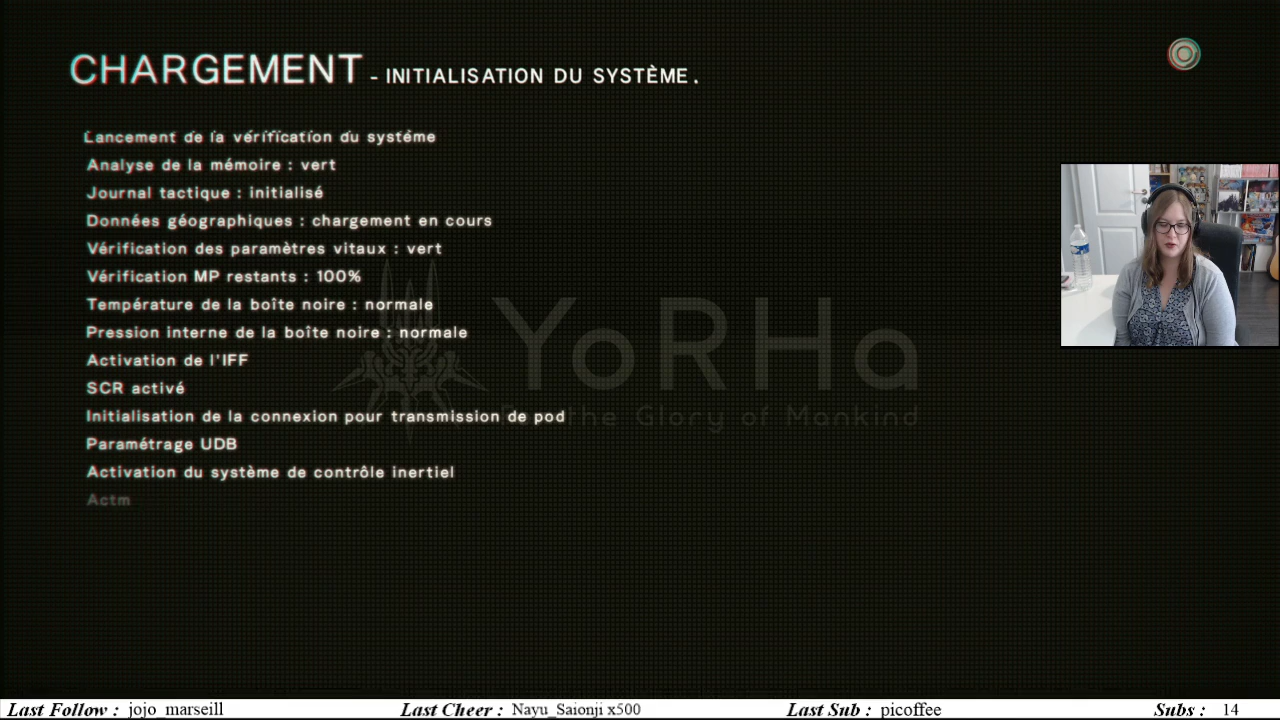 CHARGEMENT - INITIALISATION DU SYSTÈME.
Lancement de la vérification du système
Analyse de la mémoire : vert
Journal tactique : initialisé
Données géographiques : chargement en cours
Vérification des paramètres vitaux : vert
Vérification MP restants : 100%
Température de la boîte noire : normale
Pression interne de la boîte noire : normale
Activation de l'IFF
SCR activé
Initialisation de la connexion pour transmission de pod
Paramétrage UDB
Activation du système de contrôle inertiel
Actm
YoRHa
For the Glory of Mankind
Last Follow : jojo_marseill Last Cheer : Nayu_Saionji x500 Last Sub : picoffee Subs : 14